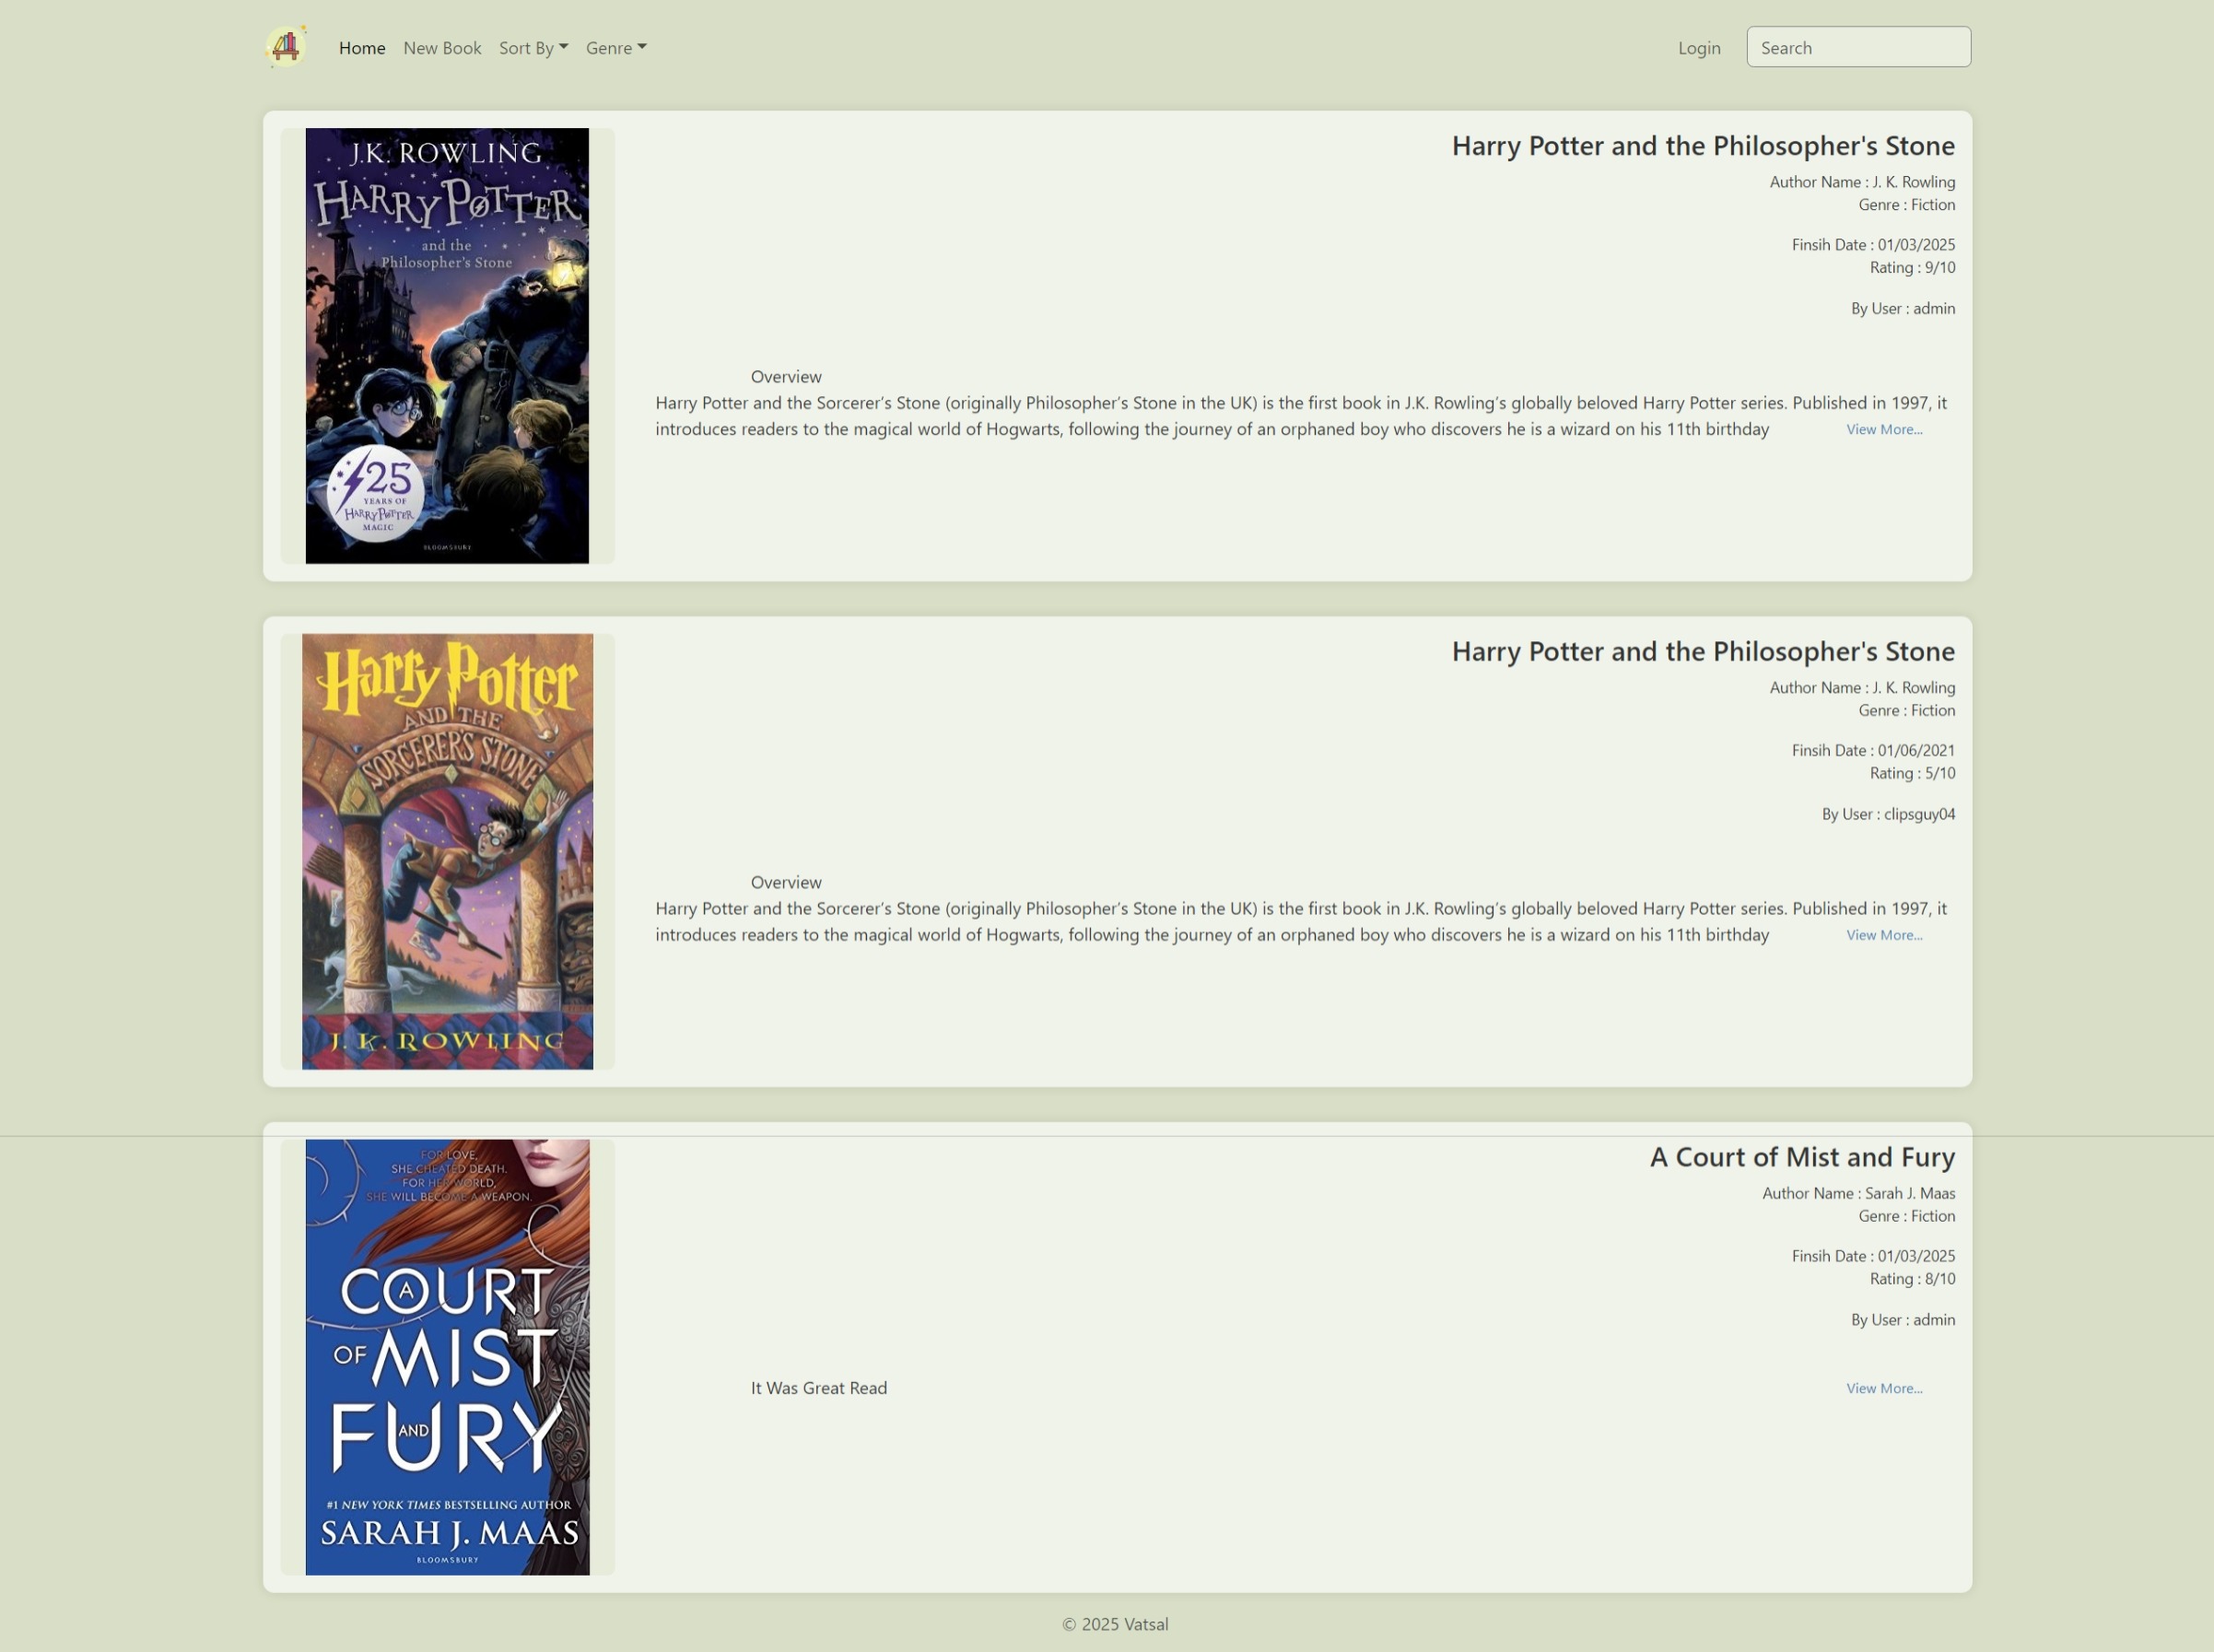 Home New Book Sort By Genre Login Search
J.K. ROWLING
HARRY POTTER
and the
Philosopher's Stone
25
YEARS OF
HARRY POTTER
MAGIC
BLOOMSBURY
Harry Potter and the Philosopher's Stone
Author Name : J. K. Rowling
Genre : Fiction
Finsih Date : 01/03/2025
Rating : 9/10
By User : admin
Overview
Harry Potter and the Sorcerer’s Stone (originally Philosopher’s Stone in the UK) is the first book in J.K. Rowling’s globally beloved Harry Potter series. Published in 1997, it
introduces readers to the magical world of Hogwarts, following the journey of an orphaned boy who discovers he is a wizard on his 11th birthday View More...
Harry Potter
AND THE
SORCERER'S STONE
J. K. ROWLING
Harry Potter and the Philosopher's Stone
Author Name : J. K. Rowling
Genre : Fiction
Finsih Date : 01/06/2021
Rating : 5/10
By User : clipsguy04
Overview
Harry Potter and the Sorcerer’s Stone (originally Philosopher’s Stone in the UK) is the first book in J.K. Rowling’s globally beloved Harry Potter series. Published in 1997, it
introduces readers to the magical world of Hogwarts, following the journey of an orphaned boy who discovers he is a wizard on his 11th birthday View More...
FOR LOVE,
SHE CHEATED DEATH.
FOR HER WORLD,
SHE WILL BECOME A WEAPON.
A COURT
OF MIST
AND FURY
#1 NEW YORK TIMES BESTSELLING AUTHOR
SARAH J. MAAS
BLOOMSBURY
A Court of Mist and Fury
Author Name : Sarah J. Maas
Genre : Fiction
Finsih Date : 01/03/2025
Rating : 8/10
By User : admin
It Was Great Read View More...
© 2025 Vatsal